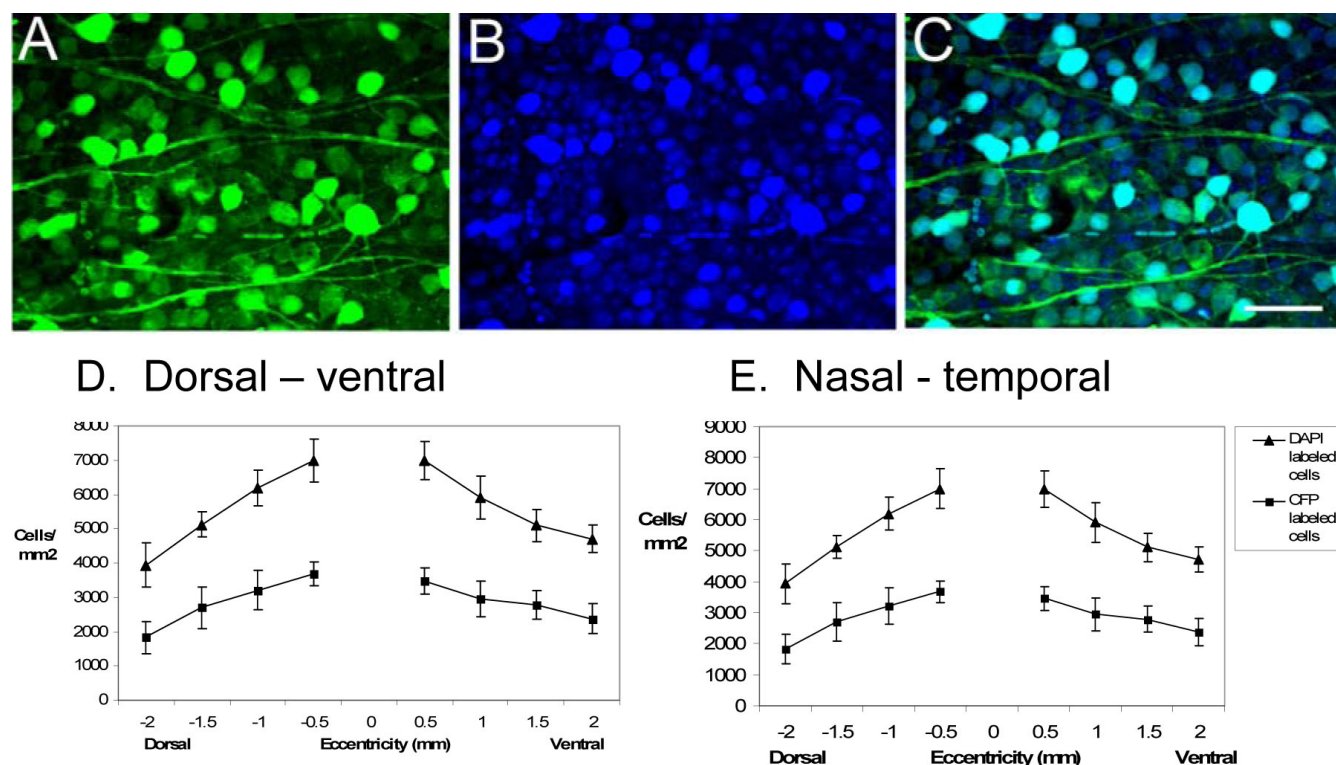 A
B
C
D. Dorsal – ventral
E. Nasal - temporal
8000
7000
6000
5000
4000
3000
2000
1000
0
Cells/
mm2
-2 -1.5 -1 -0.5 0 0.5 1 1.5 2
Dorsal Eccentricity (mm) Ventral
9000
8000
7000
6000
5000
4000
3000
2000
1000
0
Cells/
mm2
-2 -1.5 -1 -0.5 0 0.5 1 1.5 2
Dorsal Eccentricity (mm) Ventral
DAPI
labeled
cells
CFP
labeled
cells